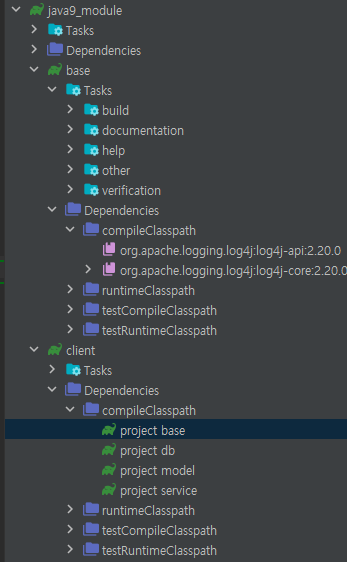 java9_module
Tasks
Dependencies
base
Tasks
build
documentation
help
other
verification
Dependencies
compileClasspath
org.apache.logging.log4j:log4j-api:2.20.0
org.apache.logging.log4j:log4j-core:2.20.0
runtimeClasspath
testCompileClasspath
testRuntimeClasspath
client
Tasks
Dependencies
compileClasspath
project base
project db
project model
project service
runtimeClasspath
testCompileClasspath
testRuntimeClasspath